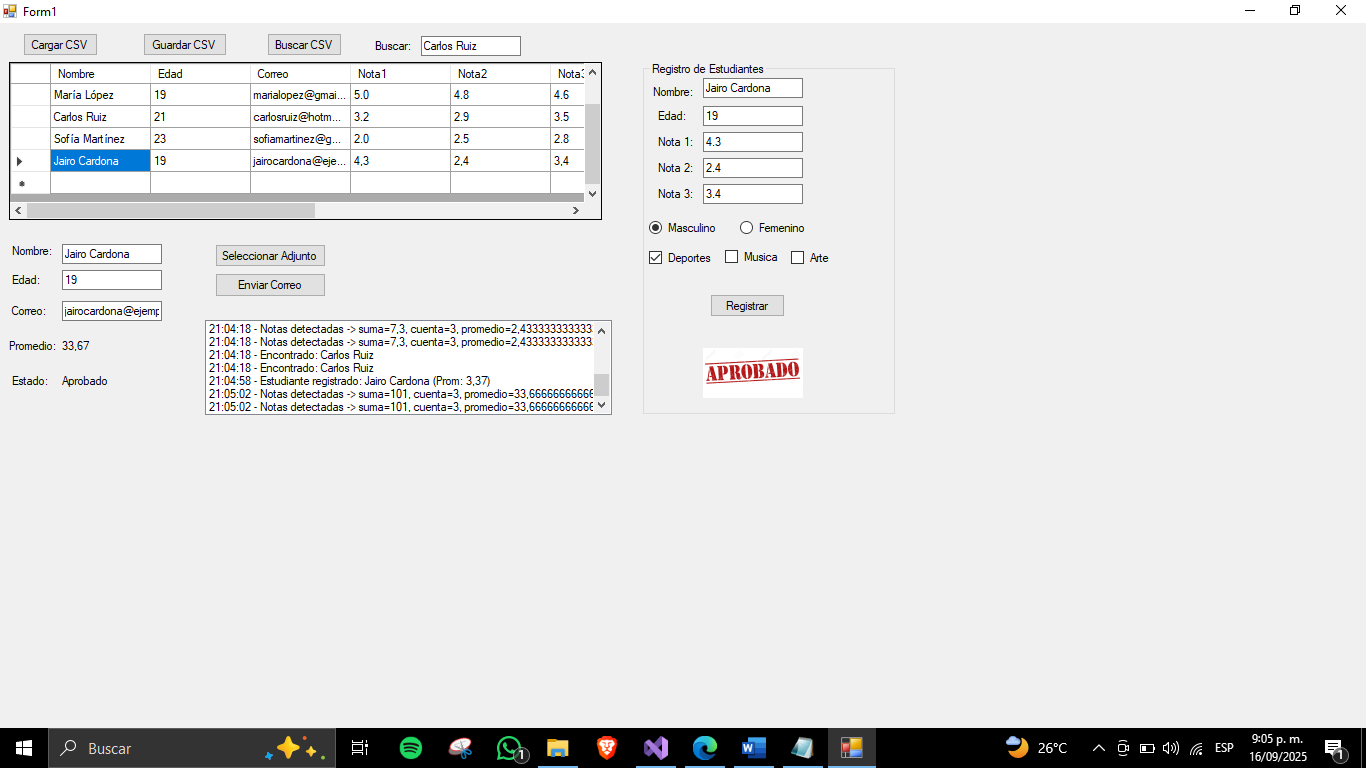 Form1
Cargar CSV Guardar CSV Buscar CSV Buscar: Carlos Ruiz
Nombre Edad Correo Nota1 Nota2 Nota3
María López 19 marialopez@gmai... 5.0 4.8 4.6
Carlos Ruiz 21 carlosruiz@hotm... 3.2 2.9 3.5
Sofía Martínez 23 sofiamartinez@g... 2.0 2.5 2.8
Jairo Cardona 19 jairocardona@eje... 4,3 2,4 3,4
Nombre: Jairo Cardona
Edad: 19
Correo: jairocardona@ejemp
Promedio: 33,67
Estado: Aprobado
Seleccionar Adjunto
Enviar Correo
21:04:18 - Notas detectadas -> suma=7,3, cuenta=3, promedio=2,433333333333
21:04:18 - Notas detectadas -> suma=7,3, cuenta=3, promedio=2,433333333333
21:04:18 - Encontrado: Carlos Ruiz
21:04:18 - Encontrado: Carlos Ruiz
21:04:58 - Estudiante registrado: Jairo Cardona (Prom: 3,37)
21:05:02 - Notas detectadas -> suma=101, cuenta=3, promedio=33,66666666666
21:05:02 - Notas detectadas -> suma=101, cuenta=3, promedio=33,66666666666
Registro de Estudiantes
Nombre: Jairo Cardona
Edad: 19
Nota 1: 4.3
Nota 2: 2.4
Nota 3: 3.4
Masculino Femenino
Deportes Musica Arte
Registrar
APROBADO
Buscar
1
26°C
ESP
9:05 p. m.
16/09/2025
1